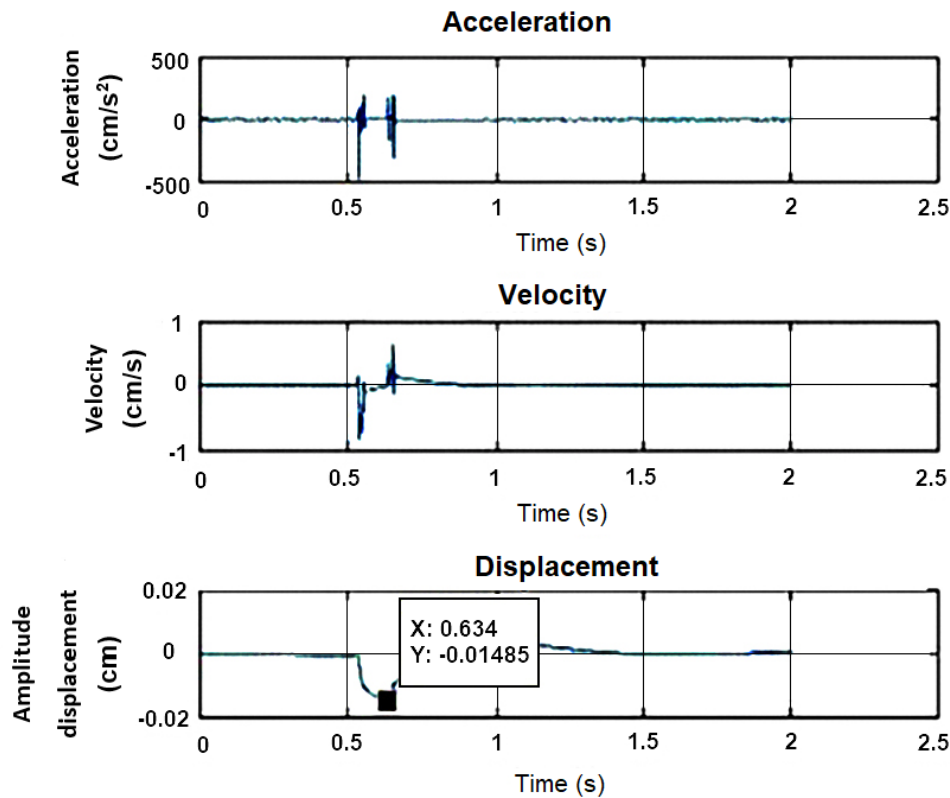 Acceleration
Acceleration
(cm/s²)
500
0
-500
0 0.5 1 1.5 2 2.5
Time (s)
Velocity
Velocity
(cm/s)
1
0
-1
0 0.5 1 1.5 2 2.5
Time (s)
Displacement
Amplitude
displacement
(cm)
0.02
0
-0.02
X: 0.634
Y: -0.01485
0 0.5 1 1.5 2 2.5
Time (s)